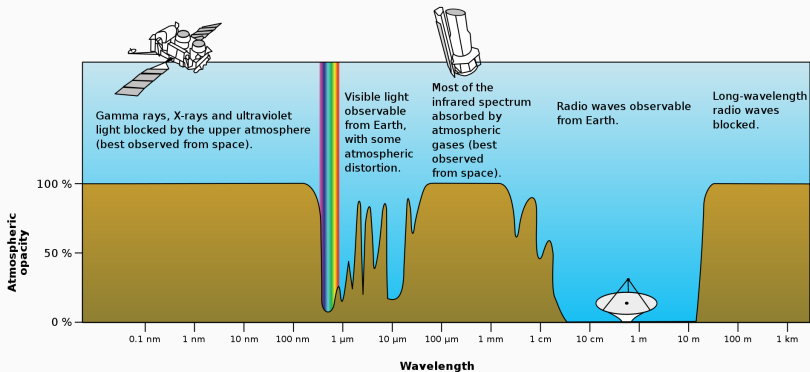 Gamma rays, X-rays and ultraviolet
light blocked by the upper atmosphere
(best observed from space).
Visible light
observable
from Earth,
with some
atmospheric
distortion.
Most of the
infrared spectrum
absorbed by
atmospheric
gases (best
observed
from space).
Radio waves observable
from Earth.
Long-wavelength
radio waves
blocked.
Atmospheric
opacity
100 %
50 %
0 %
0.1 nm
1 nm
10 nm
100 nm
1 μm
10 μm
100 μm
1 mm
1 cm
10 cm
1 m
10 m
100 m
1 km
Wavelength